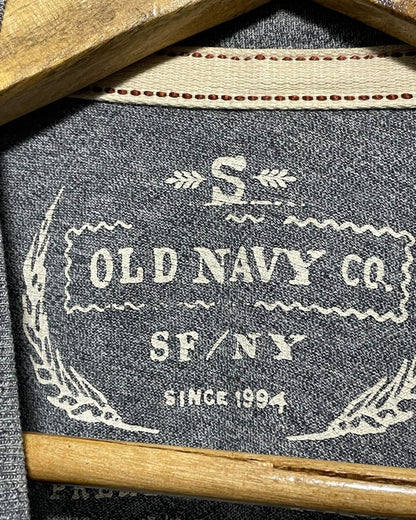 S
OLD NAVY CO.
SF/NY
SINCE 1994